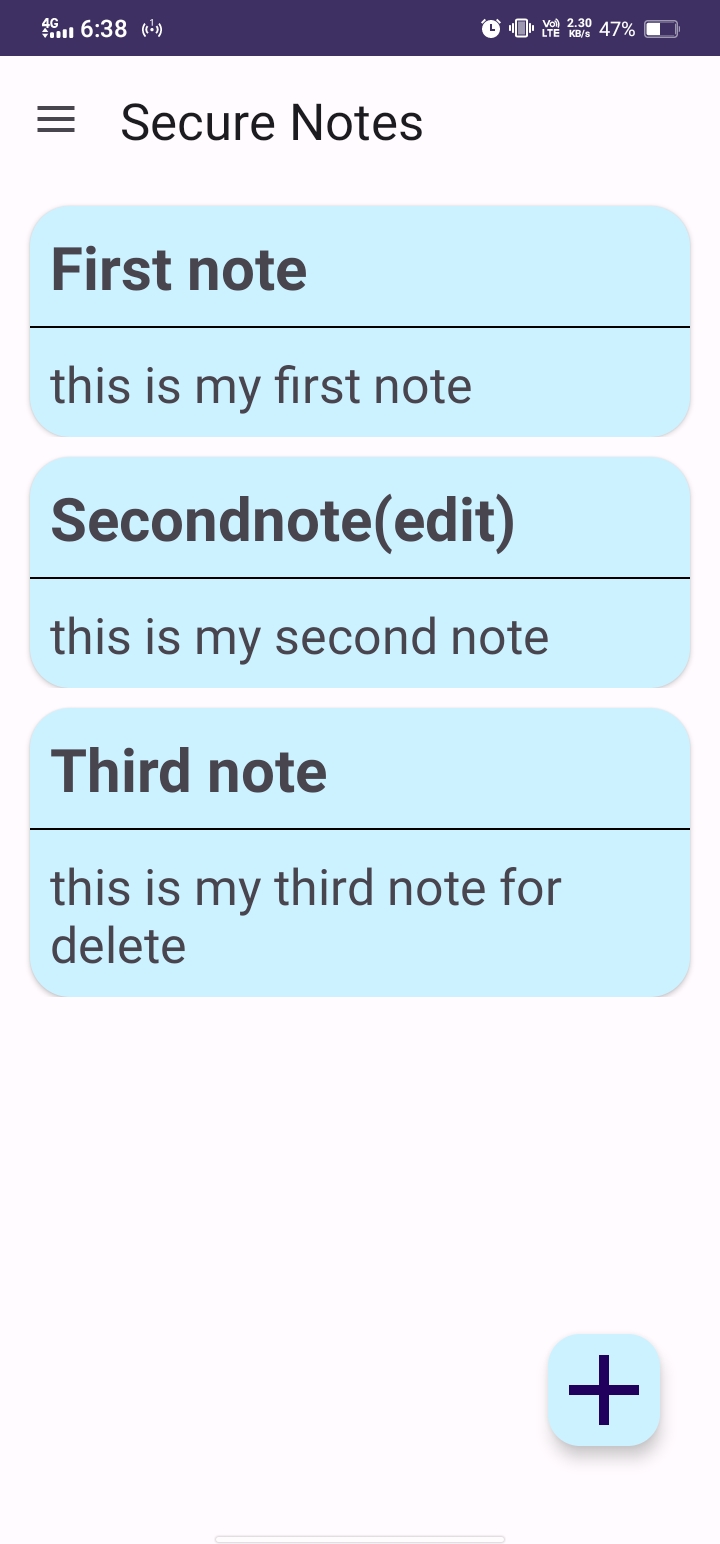 4G 6:38 1 Vo) LTE 2.30 KB/s 47%
Secure Notes
First note
this is my first note
Secondnote(edit)
this is my second note
Third note
this is my third note for
delete